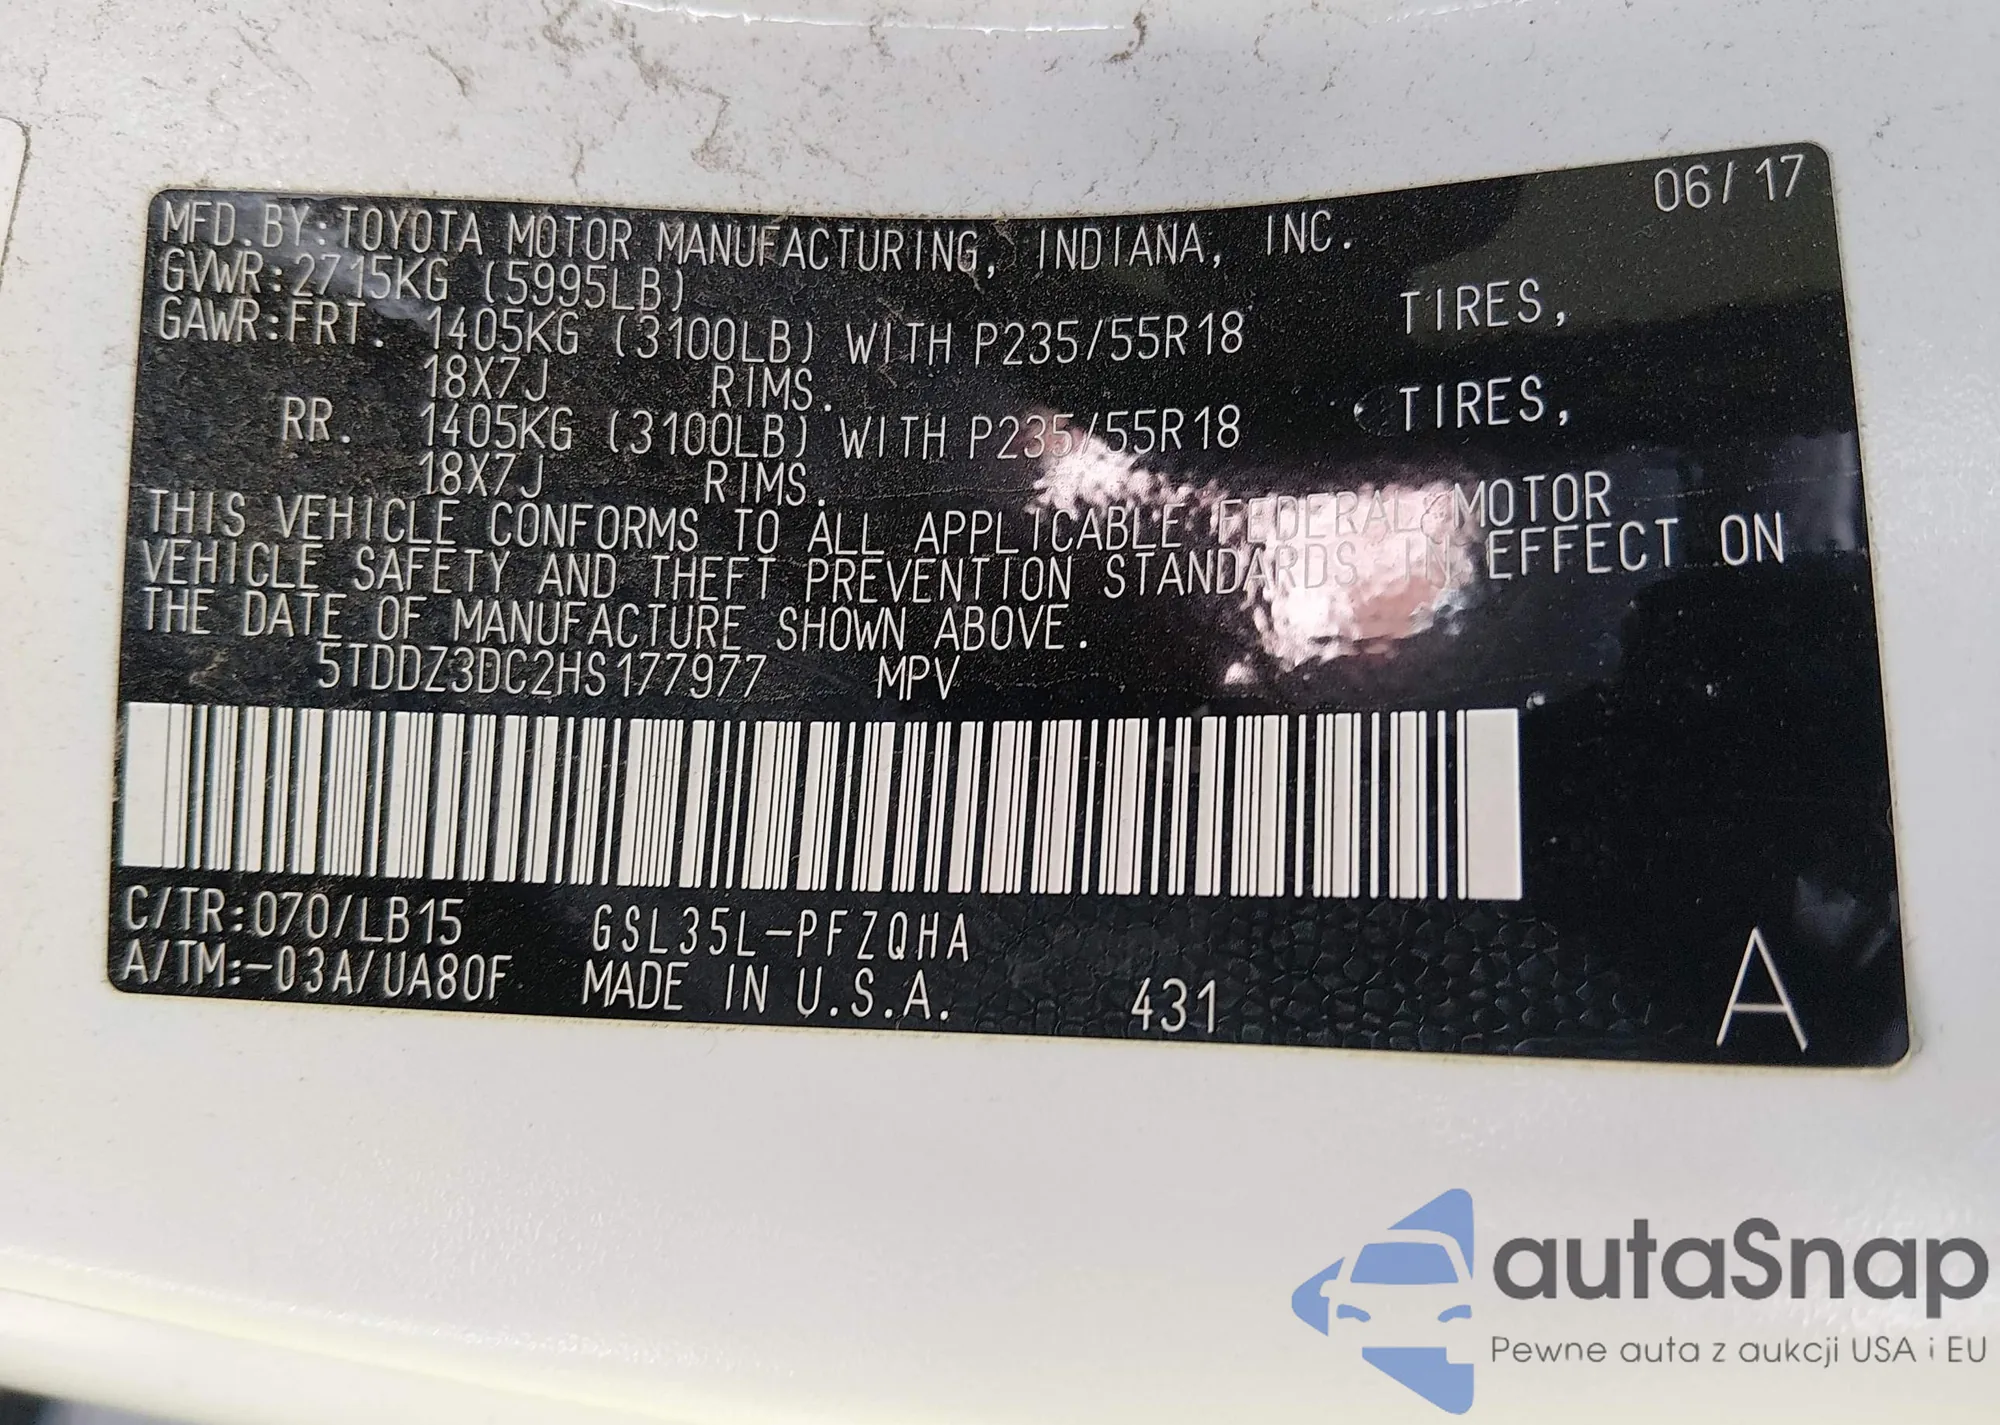 06/17
MFD.BY:TOYOTA MOTOR MANUFACTURING, INDIANA, INC.
GVWR:2715KG (5995LB)
GAWR:FRT. 1405KG (3100LB) WITH P235/55R18 TIRES,
18X7J RIMS.
RR. 1405KG (3100LB) WITH P235/55R18 TIRES,
18X7J RIMS.
THIS VEHICLE CONFORMS TO ALL APPLICABLE FEDERAL MOTOR
VEHICLE SAFETY AND THEFT PREVENTION STANDARDS IN EFFECT ON
THE DATE OF MANUFACTURE SHOWN ABOVE.
5TDDZ3DC2HS177977 MPV
C/TR:070/LB15 GSL35L-PFZQHA
A/TM:-03A/UA80F MADE IN U.S.A. 431 A
autaSnap
Pewne auta z aukcji USA i EU